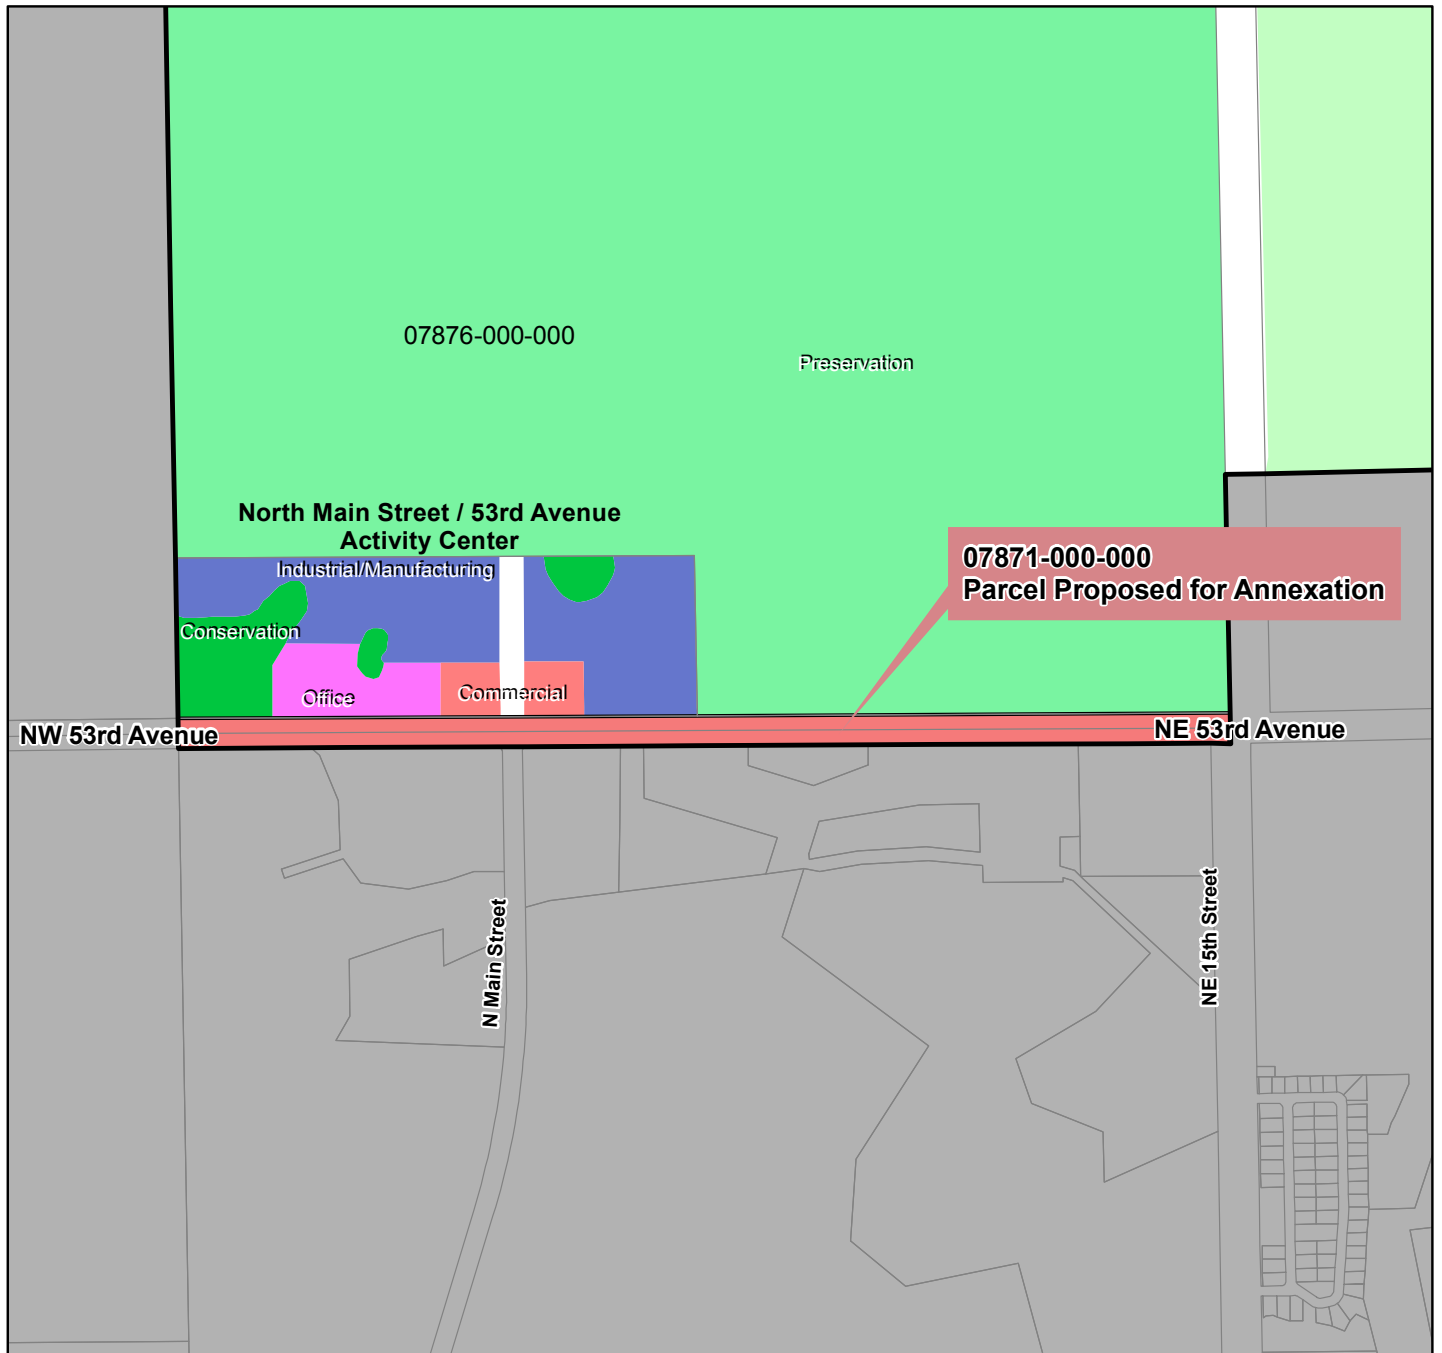 07876-000-000
Preservation
North Main Street / 53rd Avenue
Activity Center
07871-000-000
Parcel Proposed for Annexation
Industrial/Manufacturing
Conservation
Office
Commercial
NW 53rd Avenue
NE 53rd Avenue
N Main Street
NE 15th Street